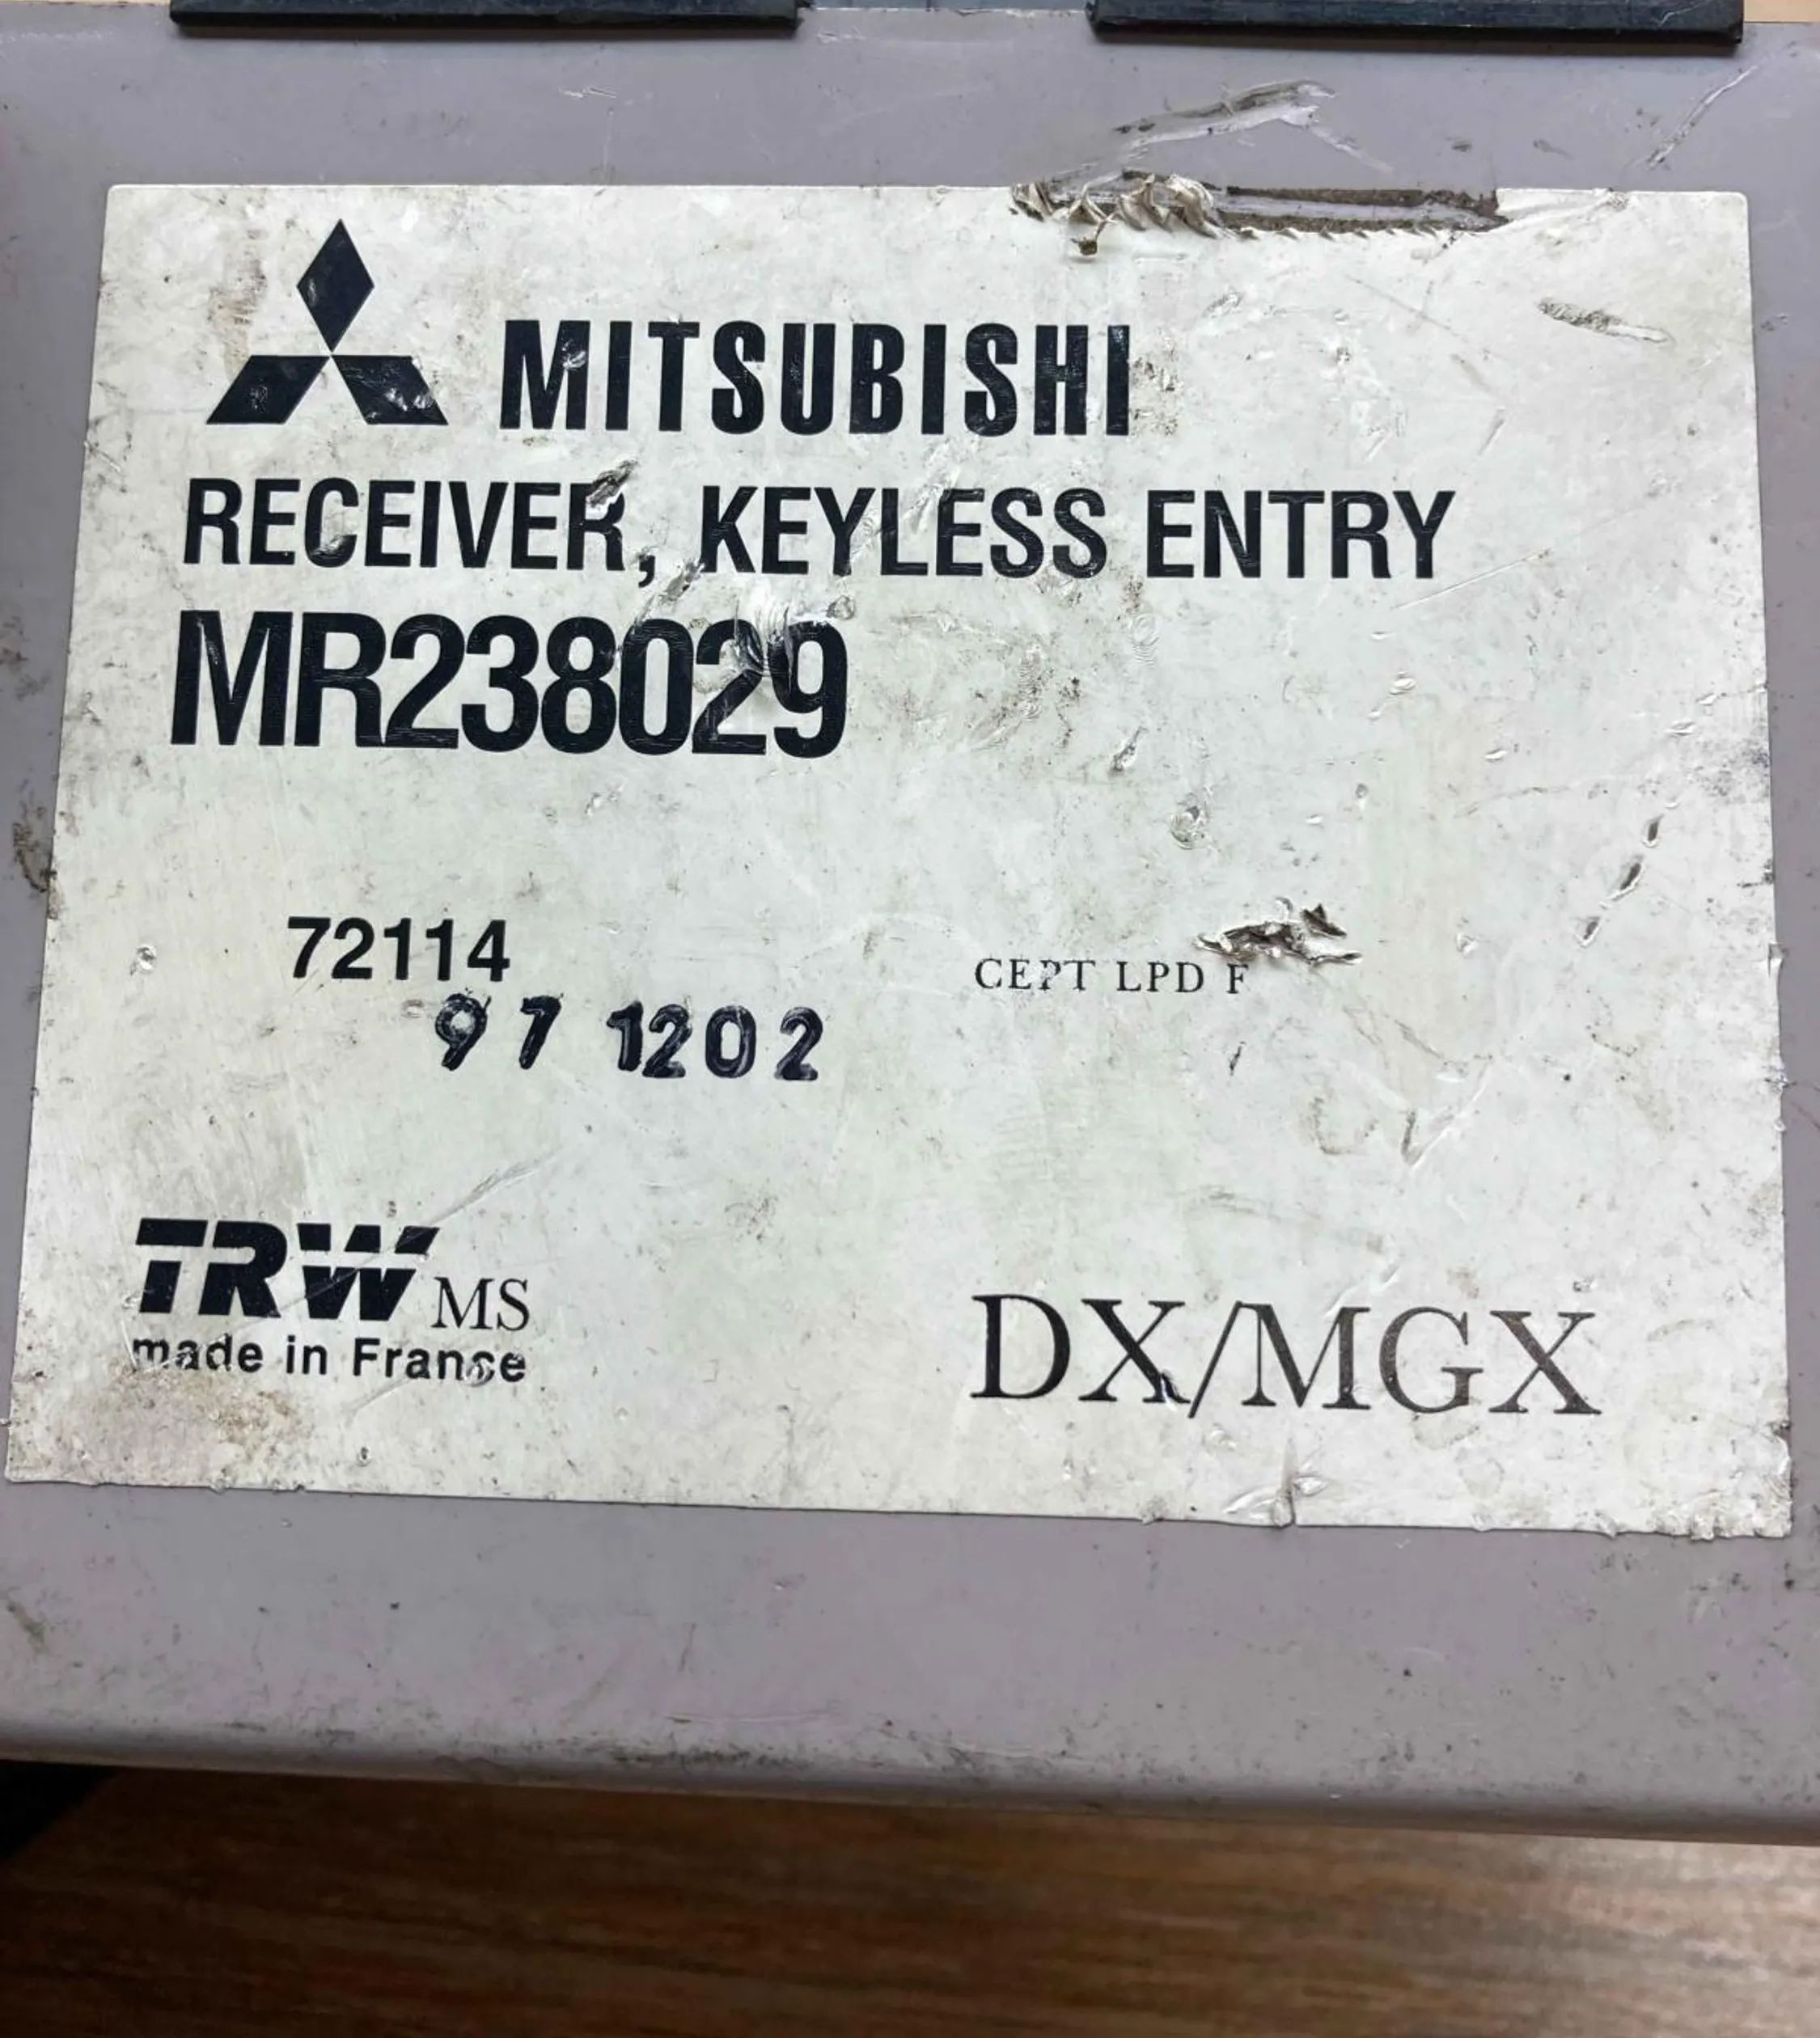 MITSUBISHI
RECEIVER, KEYLESS ENTRY
MR238029
72114
97 1202
CEPT LPD F
TRW MS
made in France
DX/MGX